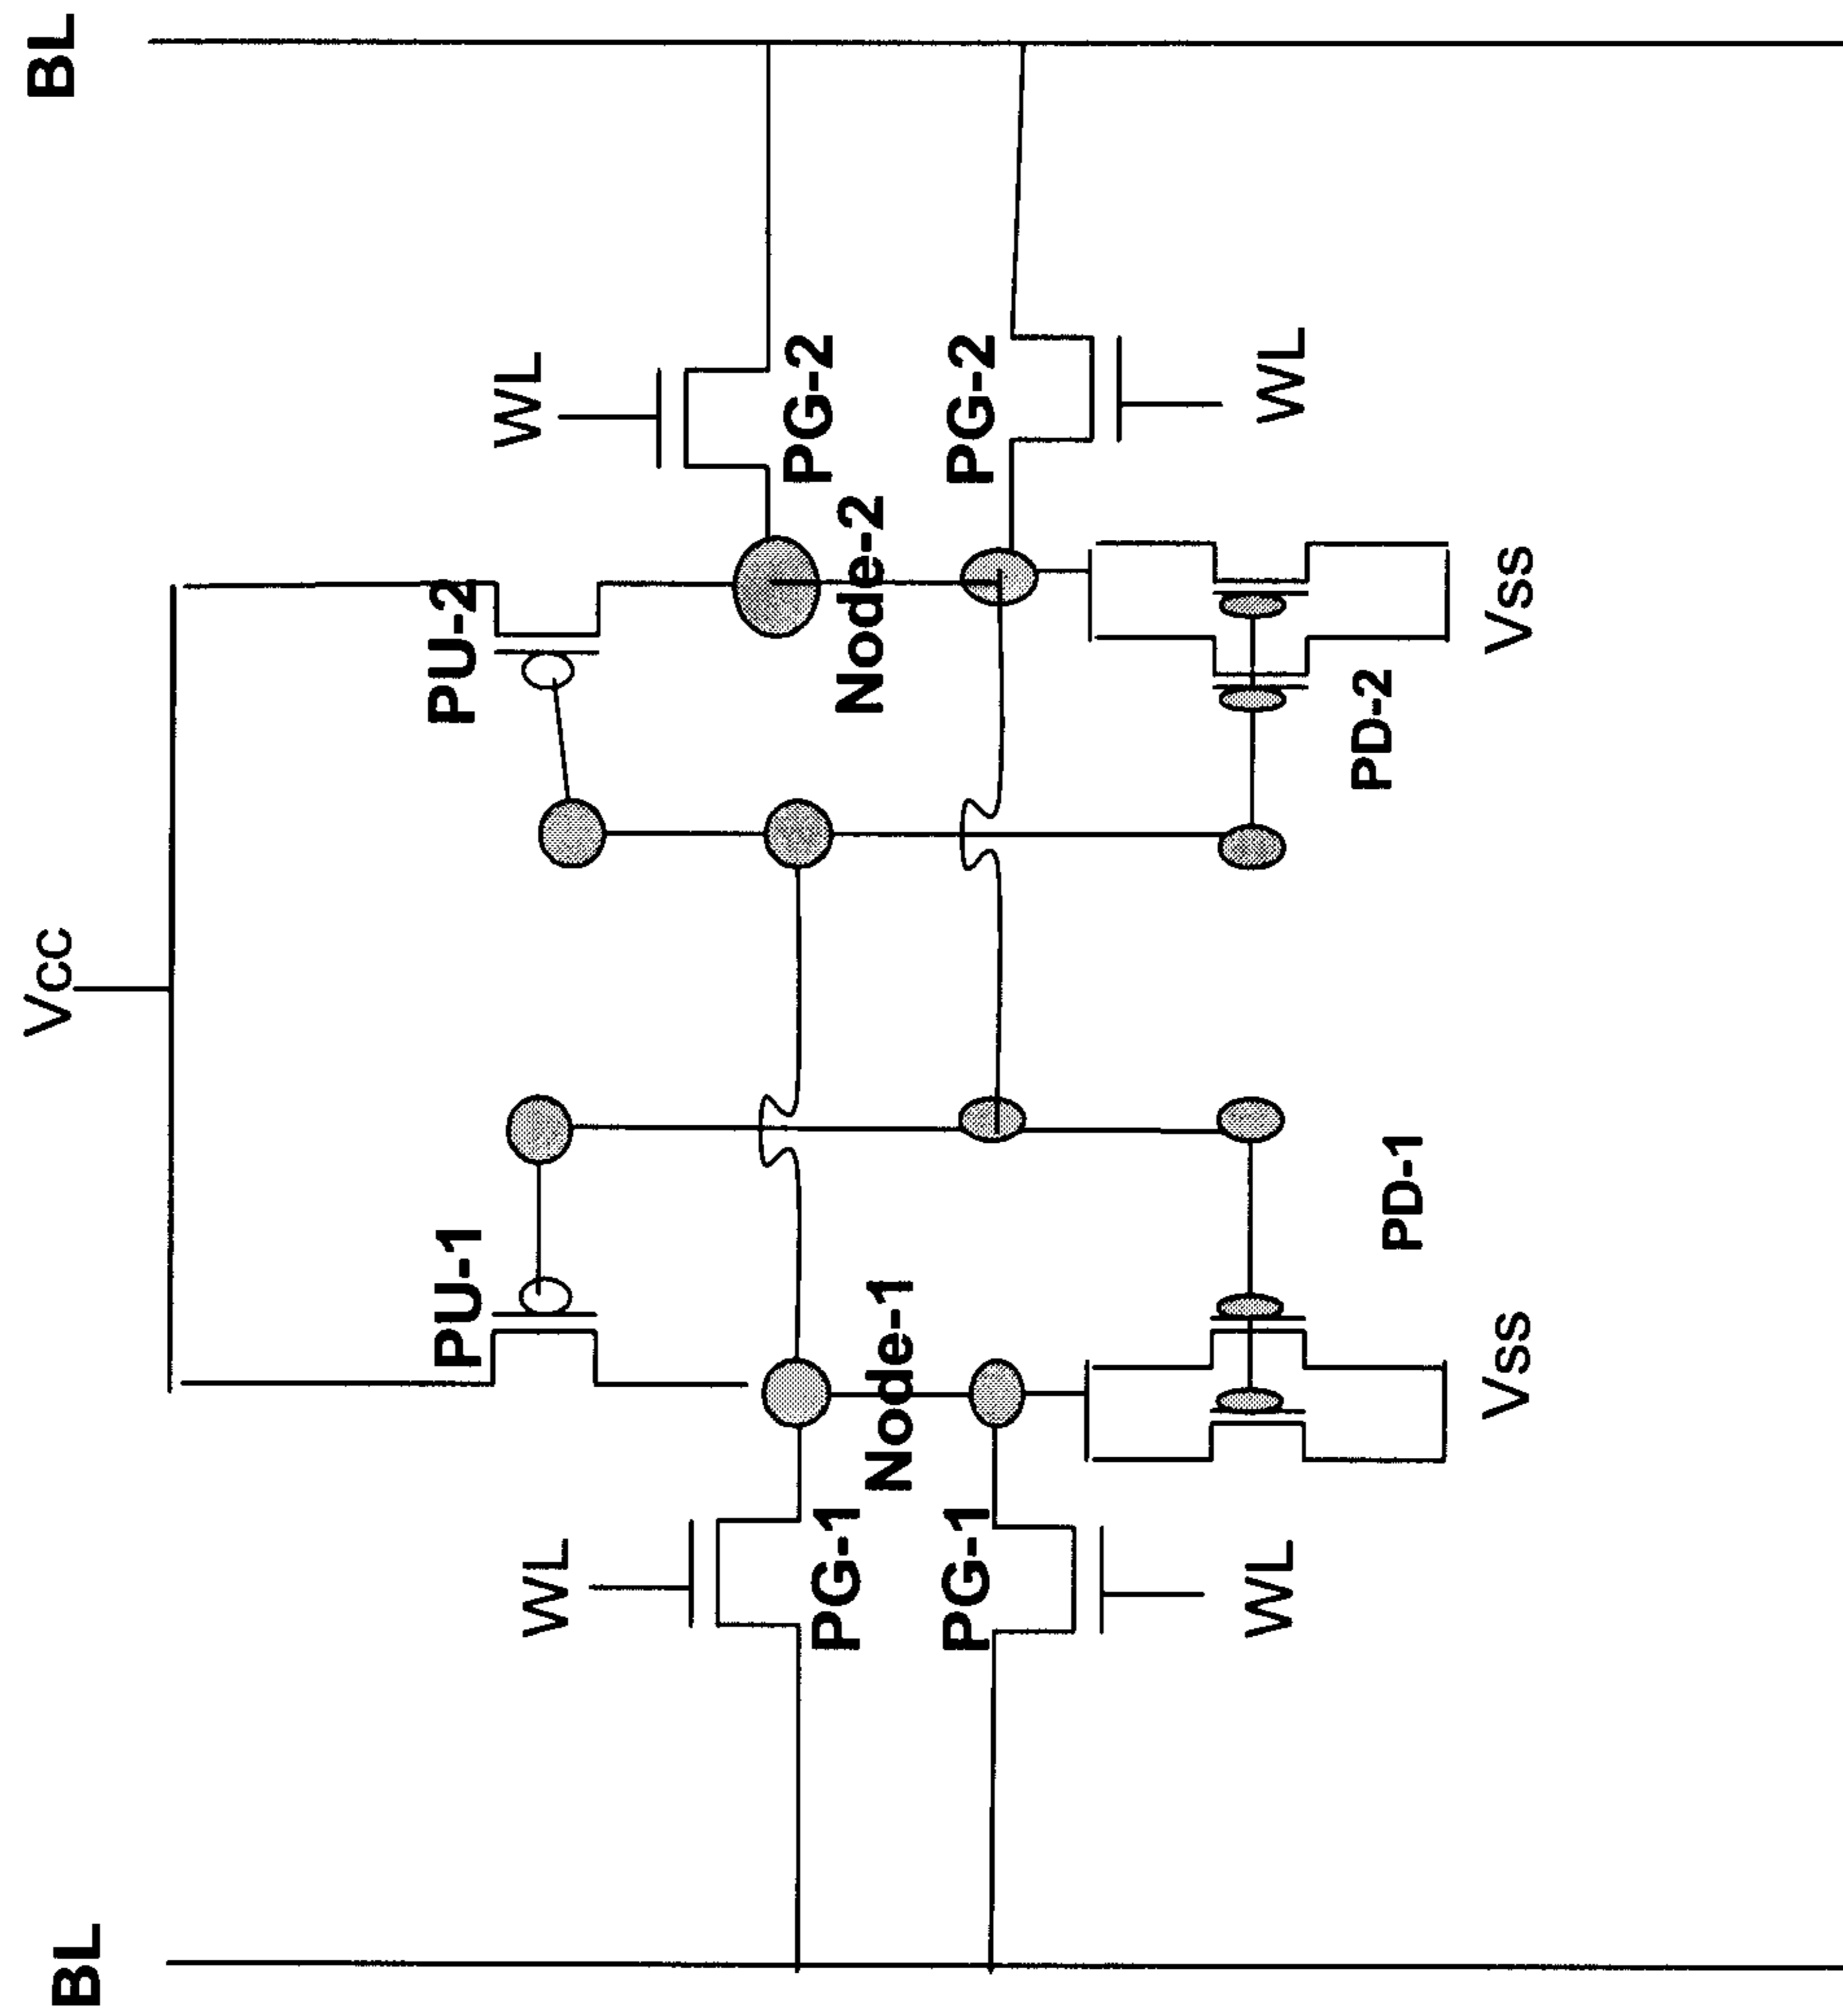 BL
Vcc
BL
PU-1
PU-2
WL
WL
PG-1
Node-1
Node-2
PG-2
PG-1
PG-2
WL
WL
PD-1
PD-2
Vss
Vss